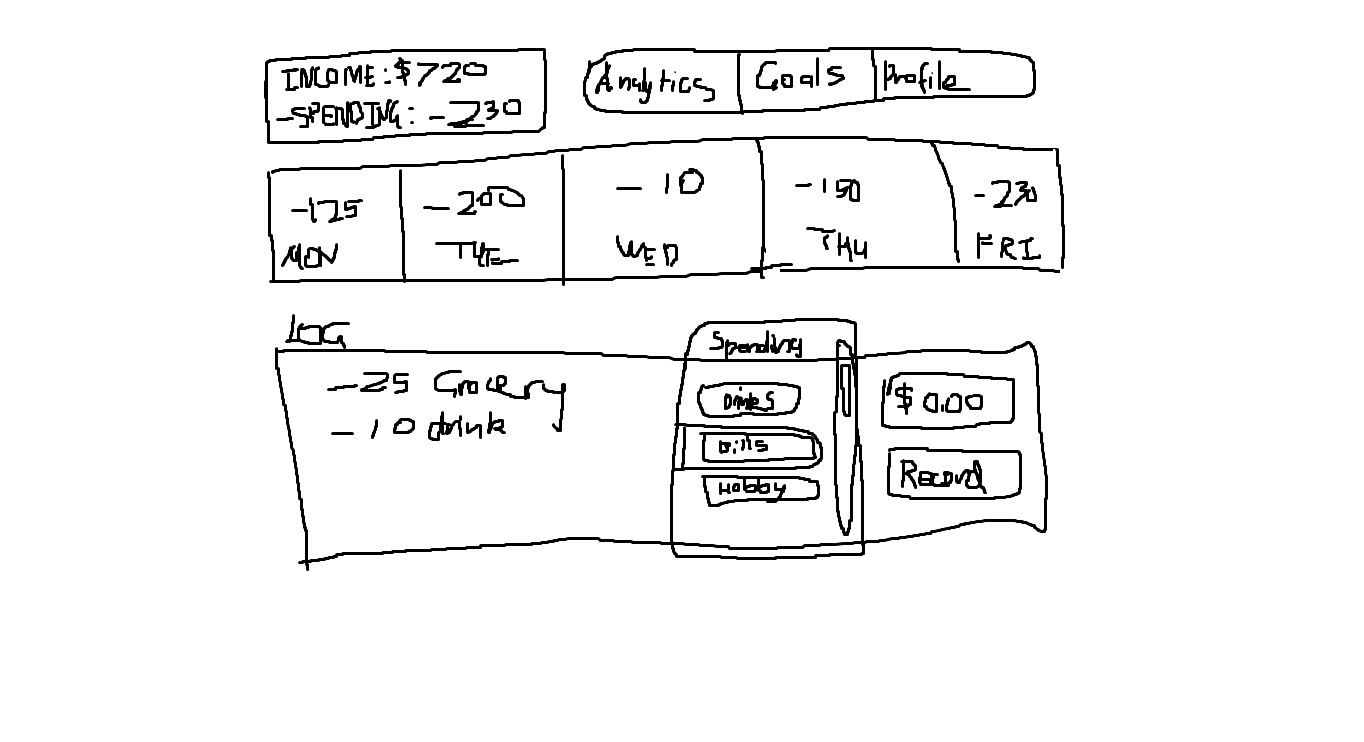 INCOME: $720
-SPENDING: -230
Analytics Goals Profile
-125 -200 -10 -150 -230
MON TUE WED THU FRI
LOG
Spending
-25 Grocery
-10 drink
Drinks
Bills
Hobby
$ 0.00
Record